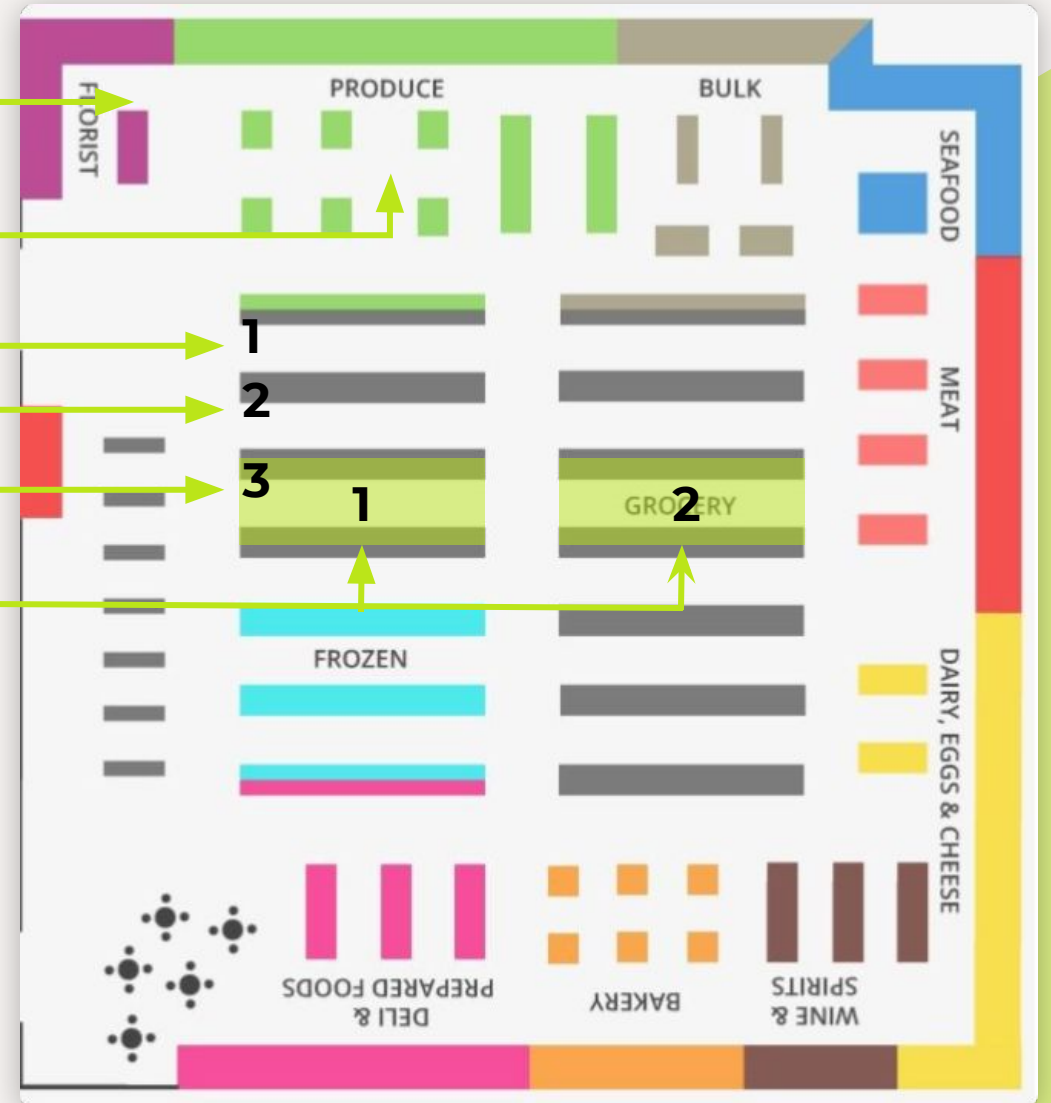 PRODUCE
BULK
FLORIST
SEAFOOD
1
2
MEAT
3
1
GROCERY
2
FROZEN
DAIRY, EGGS & CHEESE
DELI &
PREPARED FOODS
BAKERY
WINE &
SPIRITS